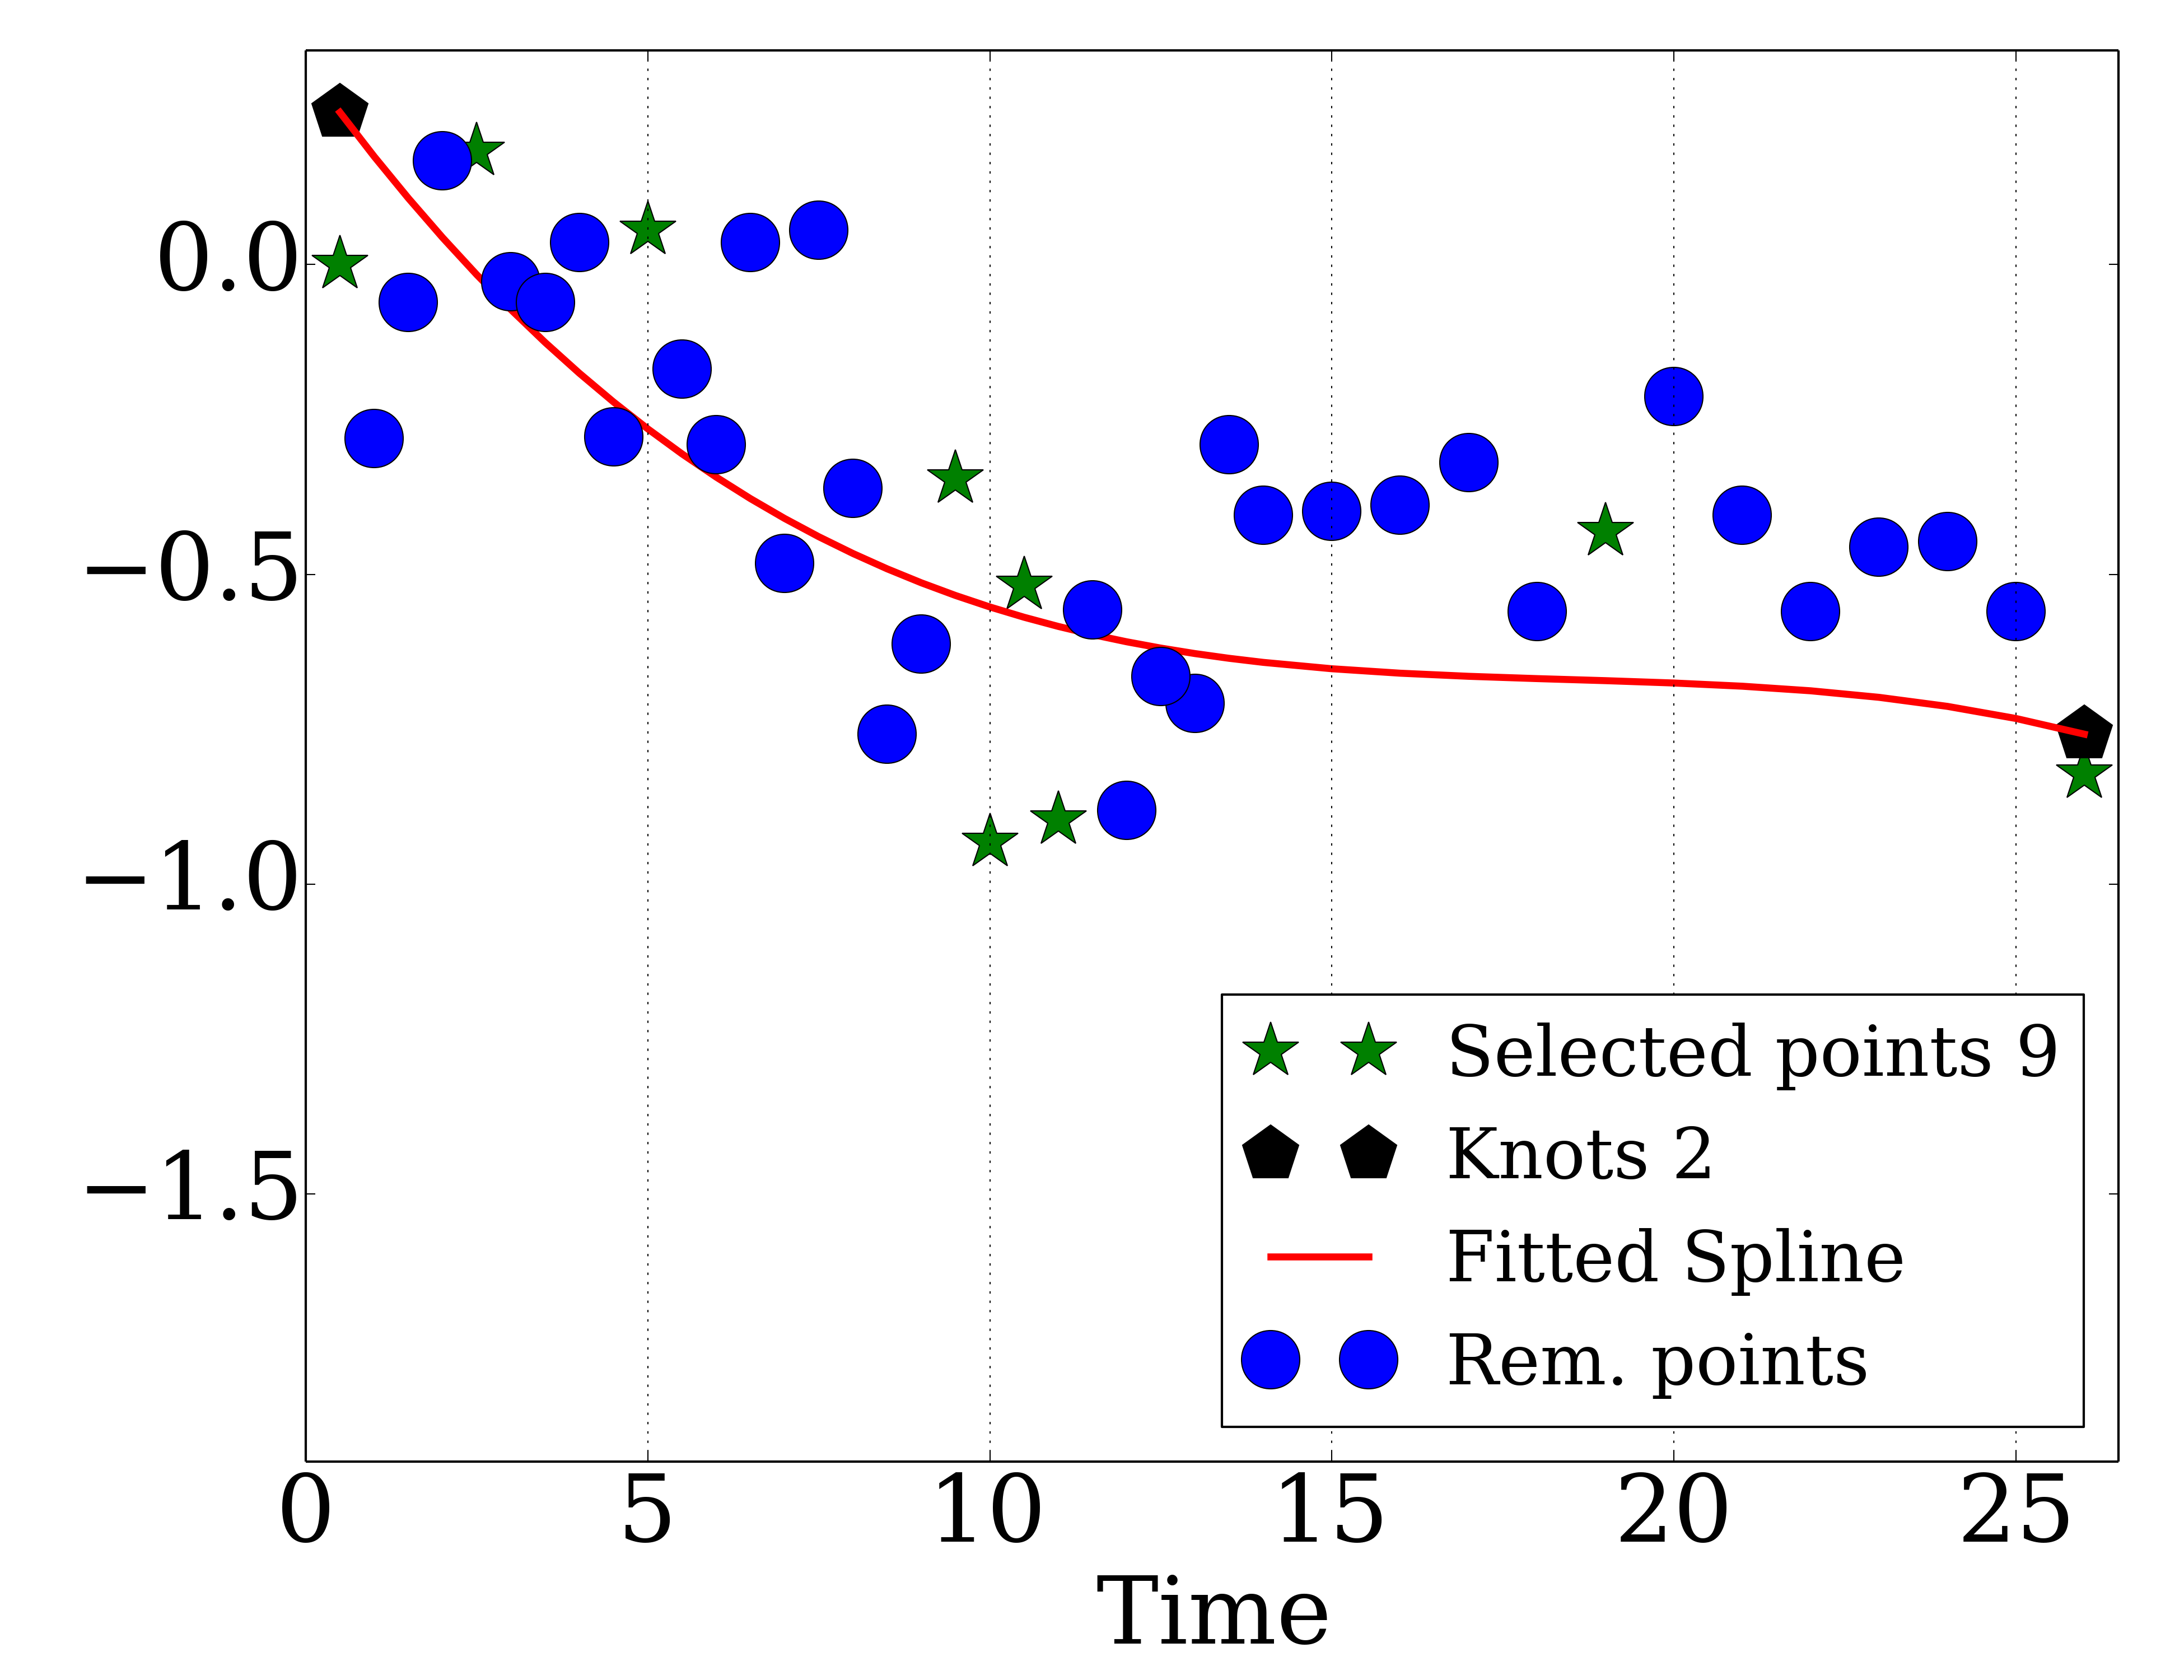 0.0
−0.5
−1.0
−1.5
Selected points 9
Knots 2
Fitted Spline
Rem. points
0 5 10 15 20 25
Time